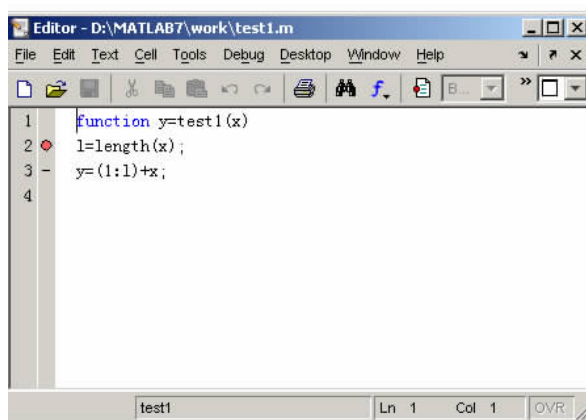 Editor - D:\MATLAB7\work\test1.m
File Edit Text Cell Tools Debug Desktop Window Help
B...
1 function y=test1(x)
2 l=length(x);
3 - y=(1:l)+x;
4
test1 Ln 1 Col 1 OVR